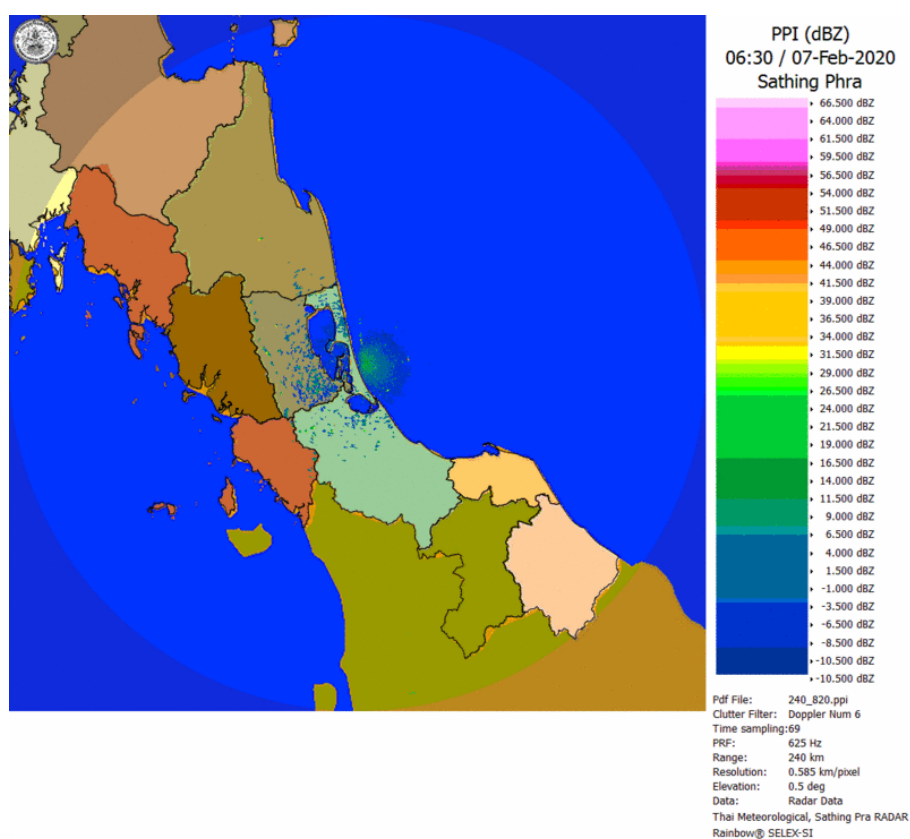 PPI (dBZ)
06:30 / 07-Feb-2020
Sathing Phra
66.500 dBZ
64.000 dBZ
61.500 dBZ
59.500 dBZ
56.500 dBZ
54.000 dBZ
51.500 dBZ
49.000 dBZ
46.500 dBZ
44.000 dBZ
41.500 dBZ
39.000 dBZ
36.500 dBZ
34.000 dBZ
31.500 dBZ
29.000 dBZ
26.500 dBZ
24.000 dBZ
21.500 dBZ
19.000 dBZ
16.500 dBZ
11.500 dBZ
9.000 dBZ
6.500 dBZ
4.000 dBZ
1.500 dBZ
-1.000 dBZ
-3.500 dBZ
-6.500 dBZ
-8.500 dBZ
-10.500 dBZ
-10.500 dBZ
Pdf File: 240_820.ppi
Clutter Filter: Doppler Num 6
Time sampling:69
PRF: 625 Hz
Range: 240 km
Resolution: 0.585 km/pixel
Elevation: 0.5 deg
Data: Radar Data
Thai Meteorological, Sathing Pra RADAR
Rainbow® SELEX-SI